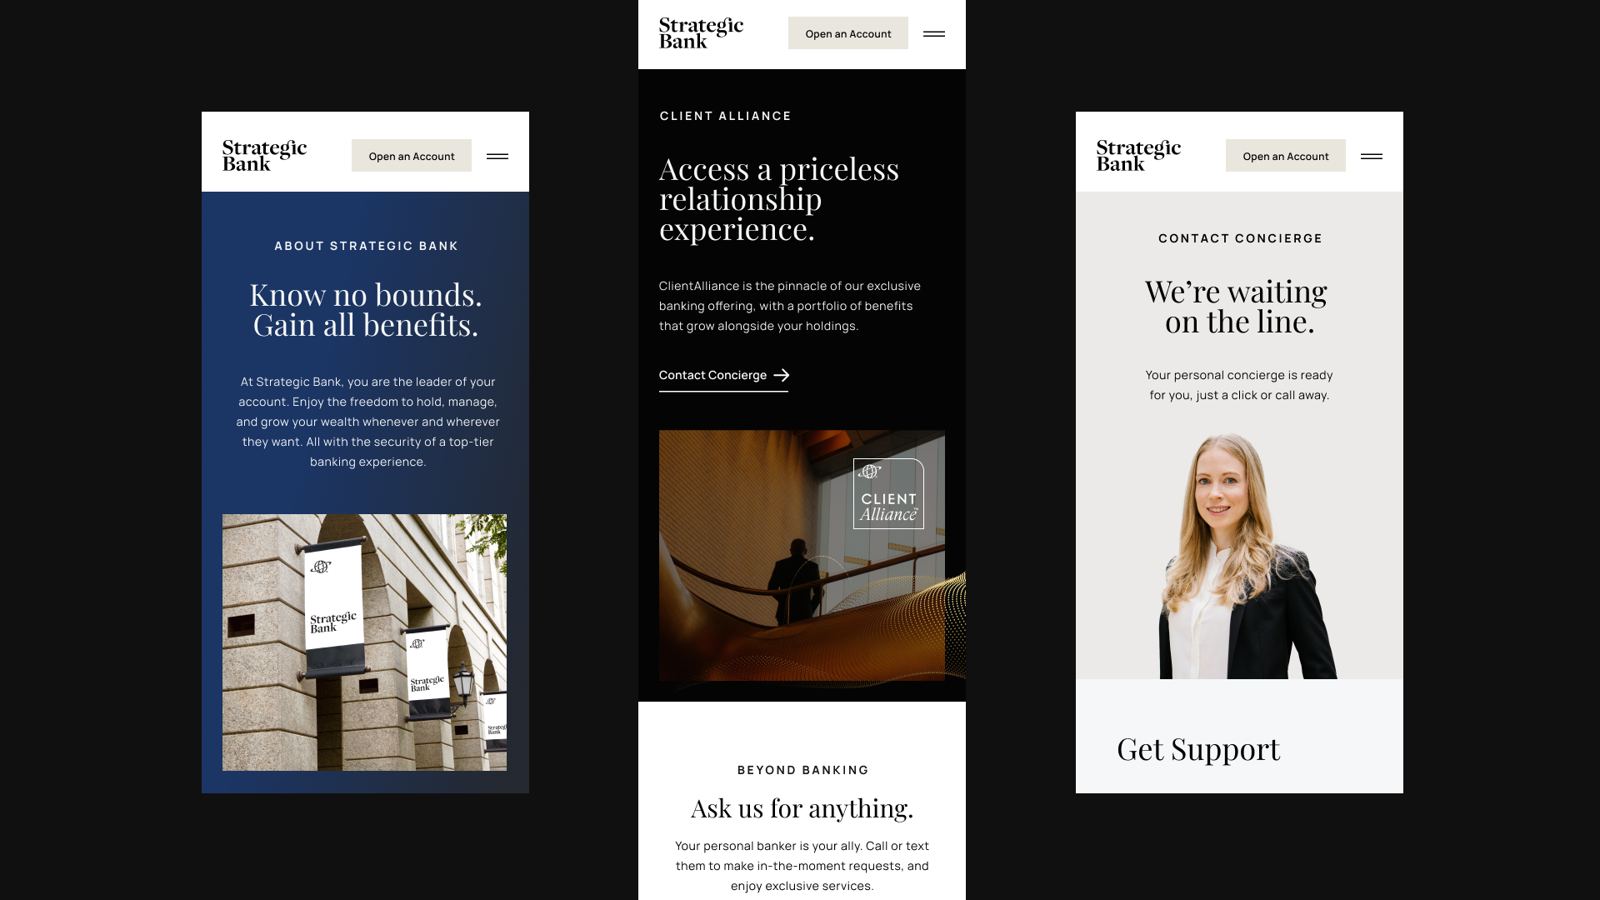 Strategic
Bank
Open an Account
ABOUT STRATEGIC BANK
Know no bounds.
Gain all benefits.
At Strategic Bank, you are the leader of your
account. Enjoy the freedom to hold, manage,
and grow your wealth whenever and wherever
they want. All with the security of a top-tier
banking experience.
Strategic
Bank
Strategic
Bank
Strategic
Bank
Strategic
Bank
Open an Account
CLIENT ALLIANCE
Access a priceless
relationship
experience.
ClientAlliance is the pinnacle of our exclusive
banking offering, with a portfolio of benefits
that grow alongside your holdings.
Contact Concierge
CLIENT
Alliance
BEYOND BANKING
Ask us for anything.
Your personal banker is your ally. Call or text
them to make in-the-moment requests, and
enjoy exclusive services.
Strategic
Bank
Open an Account
CONTACT CONCIERGE
We’re waiting
on the line.
Your personal concierge is ready
for you, just a click or call away.
Get Support